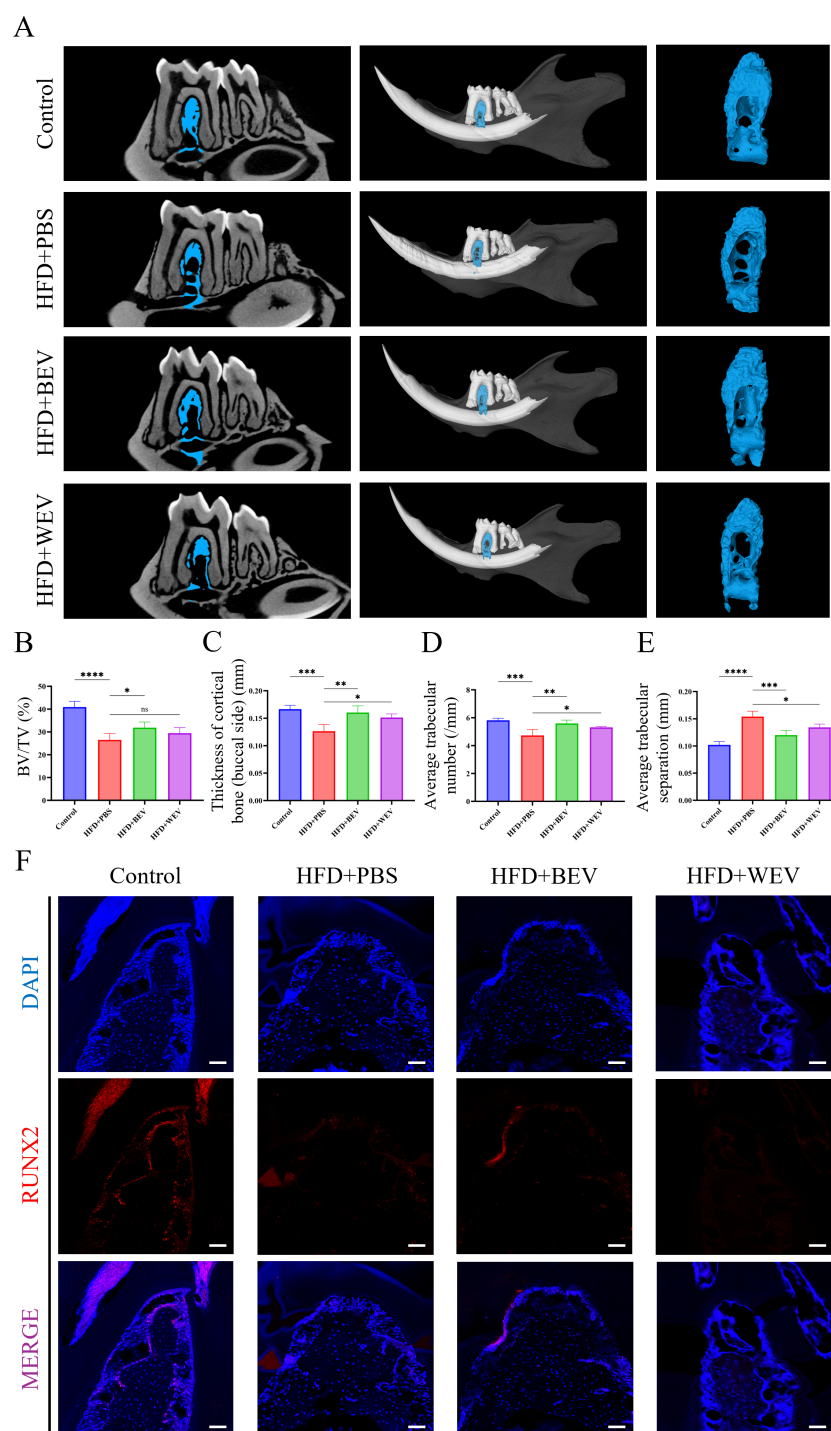 A
Control
HFD+PBS
HFD+BEV
HFD+WEV
B
BV/TV (%)
50
40
30
20
10
0
****
*
ns
Control
HFD+PBS
HFD+BEV
HFD+WEV
C
Thickness of cortical
bone (buccal side) (mm)
0.20
0.15
0.10
0.05
0.00
***
**
*
Control
HFD+PBS
HFD+BEV
HFD+WEV
D
Average trabecular
number (/mm)
8
6
4
2
0
***
**
*
Control
HFD+PBS
HFD+BEV
HFD+WEV
E
Average trabecular
separation (mm)
0.20
0.15
0.10
0.05
0.00
****
***
*
Control
HFD+PBS
HFD+BEV
HFD+WEV
F
Control HFD+PBS HFD+BEV HFD+WEV
DAPI
RUNX2
MERGE